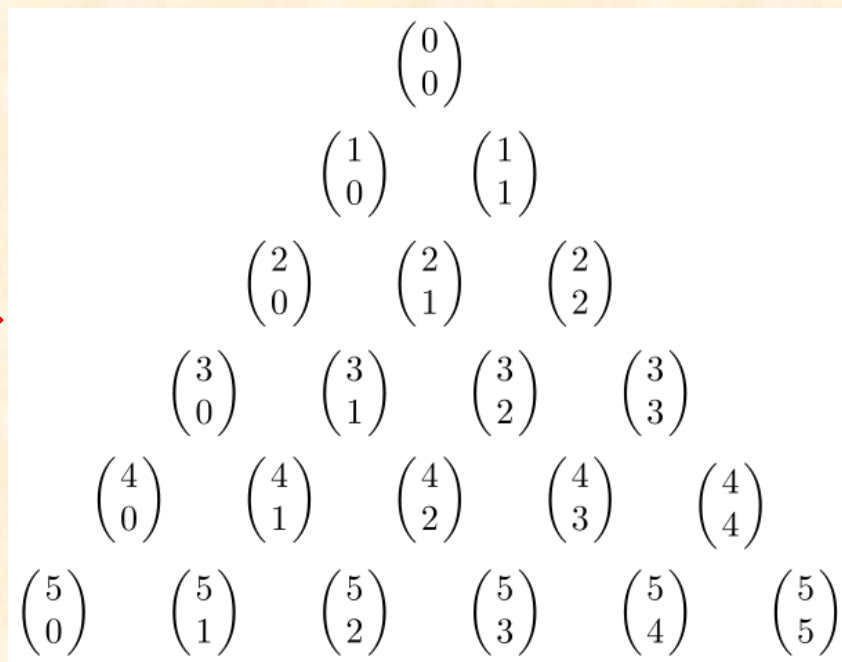 (0 0)
(1 0) (1 1)
(2 0) (2 1) (2 2)
(3 0) (3 1) (3 2) (3 3)
(4 0) (4 1) (4 2) (4 3) (4 4)
(5 0) (5 1) (5 2) (5 3) (5 4) (5 5)